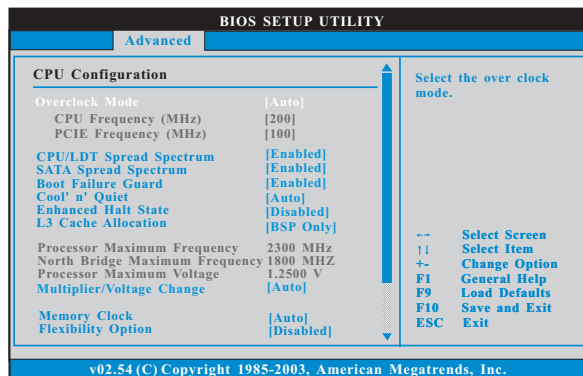 BIOS SETUP UTILITY
Advanced
CPU Configuration
Overclock Mode [Auto]
CPU Frequency (MHz) [200]
PCIE Frequency (MHz) [100]
CPU/LDT Spread Spectrum [Enabled]
SATA Spread Spectrum [Enabled]
Boot Failure Guard [Enabled]
Cool' n' Quiet [Auto]
Enhanced Halt State [Disabled]
L3 Cache Allocation [BSP Only]
Processor Maximum Frequency 2300 MHz
North Bridge Maximum Frequency 1800 MHZ
Processor Maximum Voltage 1.2500 V
Multiplier/Voltage Change [Auto]
Memory Clock [Auto]
Flexibility Option [Disabled]
Select the over clock
mode.
←→ Select Screen
↑↓ Select Item
+- Change Option
F1 General Help
F9 Load Defaults
F10 Save and Exit
ESC Exit
v02.54 (C) Copyright 1985-2003, American Megatrends, Inc.